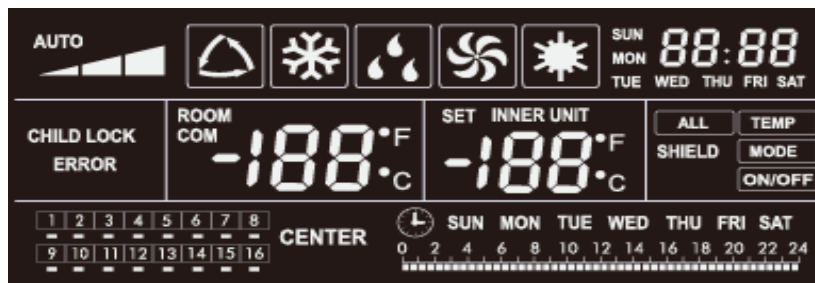 AUTO
SUN
MON
TUE WED THU FRI SAT
88:88
CHILD LOCK
ERROR
ROOM
COM
-188°F
°C
SET INNER UNIT
-188°F
°C
ALL TEMP
SHIELD MODE
ON/OFF
1 2 3 4 5 6 7 8
9 10 11 12 13 14 15 16
CENTER
SUN MON TUE WED THU FRI SAT
0 2 4 6 8 10 12 14 16 18 20 22 24